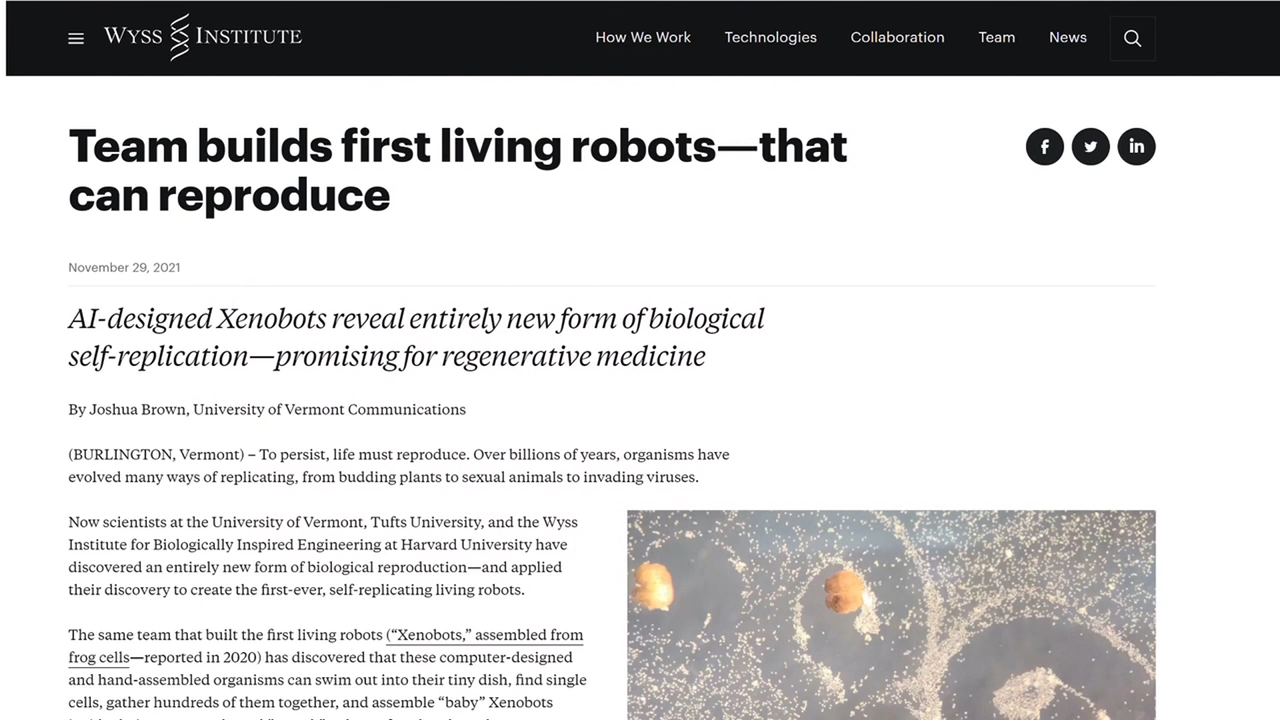 WYSS INSTITUTE
How We Work Technologies Collaboration Team News
Team builds first living robots—that
can reproduce
f in
November 29, 2021
AI-designed Xenobots reveal entirely new form of biological
self-replication—promising for regenerative medicine
By Joshua Brown, University of Vermont Communications
(BURLINGTON, Vermont) – To persist, life must reproduce. Over billions of years, organisms have
evolved many ways of replicating, from budding plants to sexual animals to invading viruses.
Now scientists at the University of Vermont, Tufts University, and the Wyss
Institute for Biologically Inspired Engineering at Harvard University have
discovered an entirely new form of biological reproduction—and applied
their discovery to create the first-ever, self-replicating living robots.
The same team that built the first living robots (“Xenobots,” assembled from
frog cells—reported in 2020) has discovered that these computer-designed
and hand-assembled organisms can swim out into their tiny dish, find single
cells, gather hundreds of them together, and assemble “baby” Xenobots